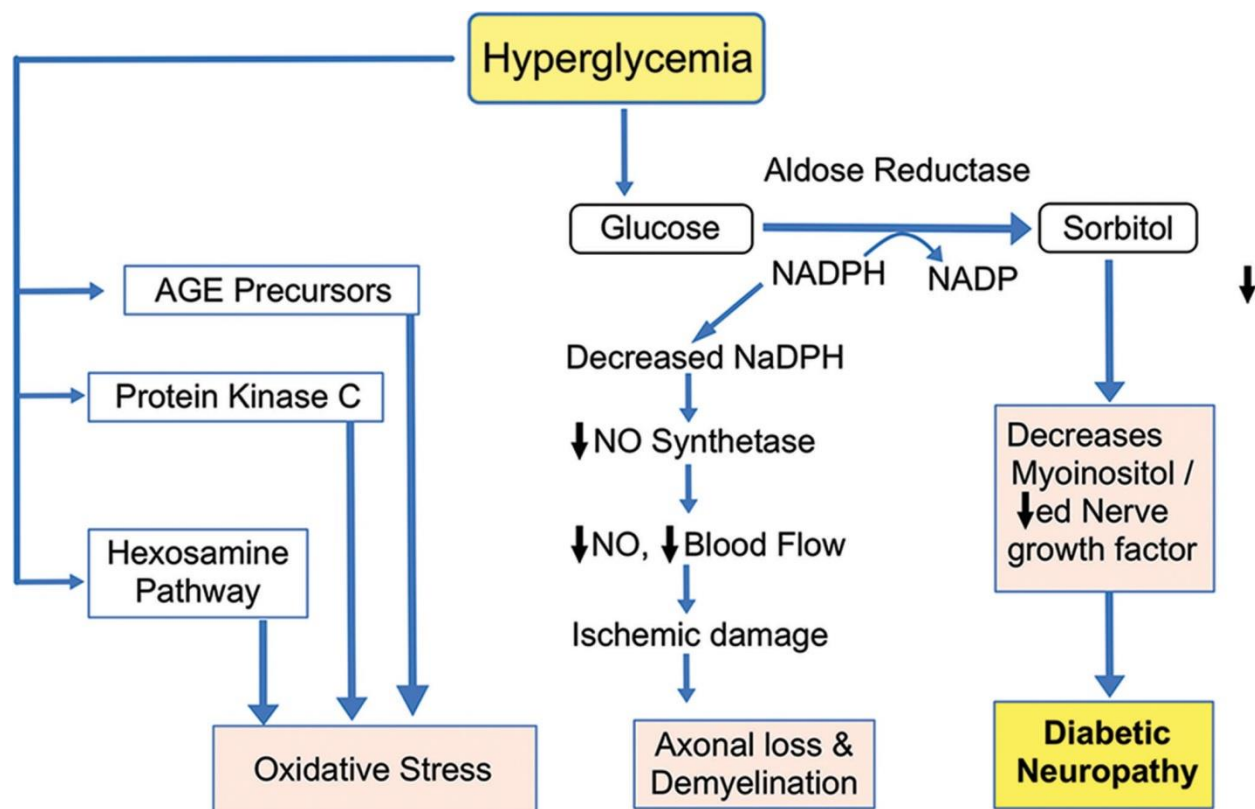 Hyperglycemia
Aldose Reductase
Glucose
Sorbitol
NADPH
NADP
AGE Precursors
Decreased NaDPH
Protein Kinase C
↓NO Synthetase
Decreases
Myoinositol /
↓ed Nerve
growth factor
Hexosamine
Pathway
↓NO, ↓Blood Flow
Ischemic damage
Oxidative Stress
Axonal loss &
Demyelination
Diabetic
Neuropathy